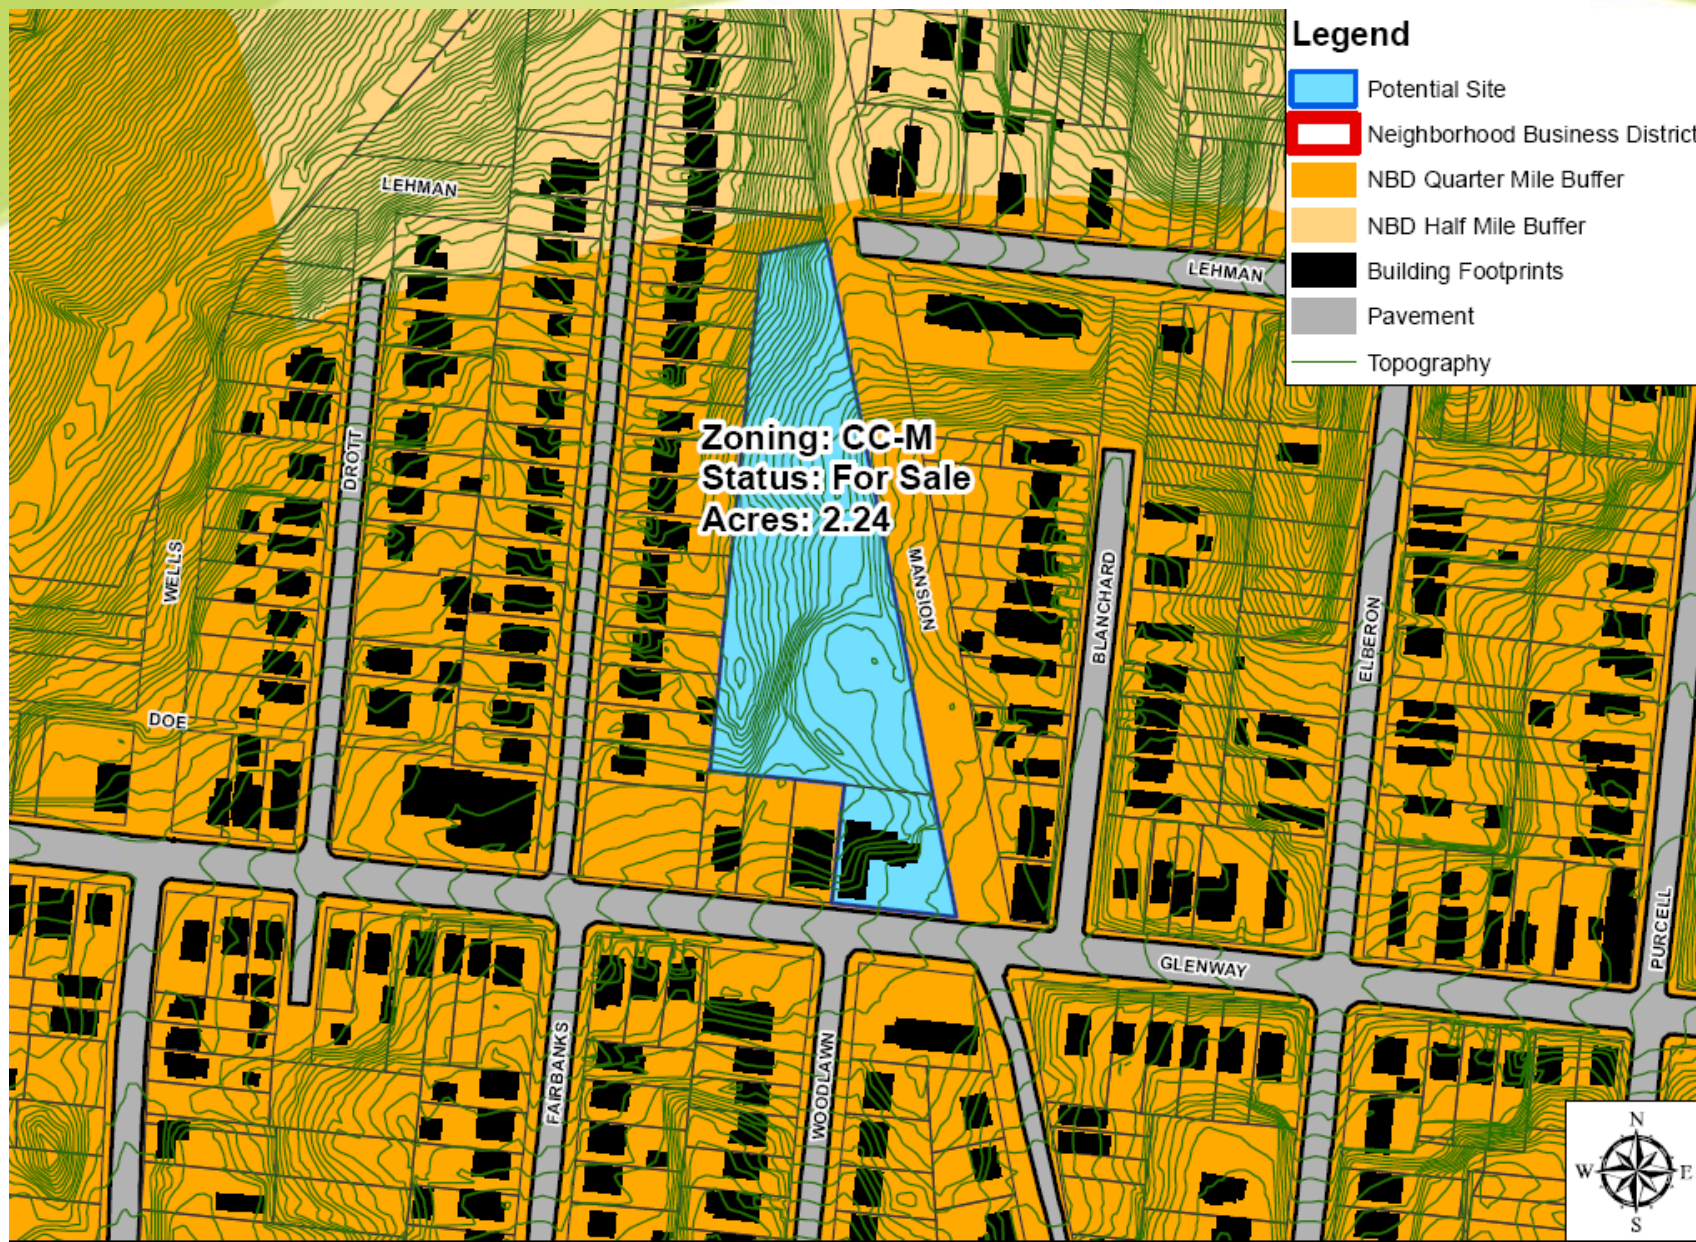 Legend
Potential Site
Neighborhood Business District
NBD Quarter Mile Buffer
NBD Half Mile Buffer
Building Footprints
Pavement
Topography
LEHMAN
LEHMAN
Zoning: CC-M
Status: For Sale
Acres: 2.24
DROTT
WELLS
MANSION
BLANCHARD
ELBERON
DOE
PURCELL
GLENWAY
FAIRBANKS
WOODLAWN
N
W E
S